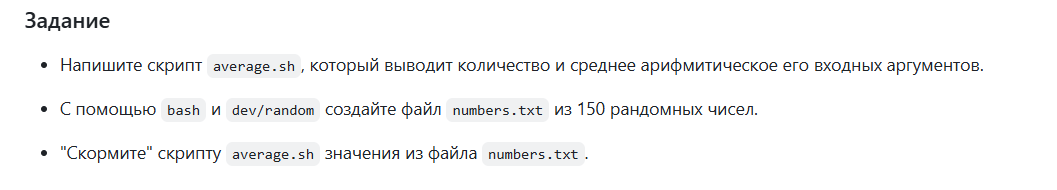 Задание
Напишите скрипт average.sh, который выводит количество и среднее арифмитическое его входных аргументов.
С помощью bash и dev/random создайте файл numbers.txt из 150 рандомных чисел.
"Скормите" скрипту average.sh значения из файла numbers.txt.